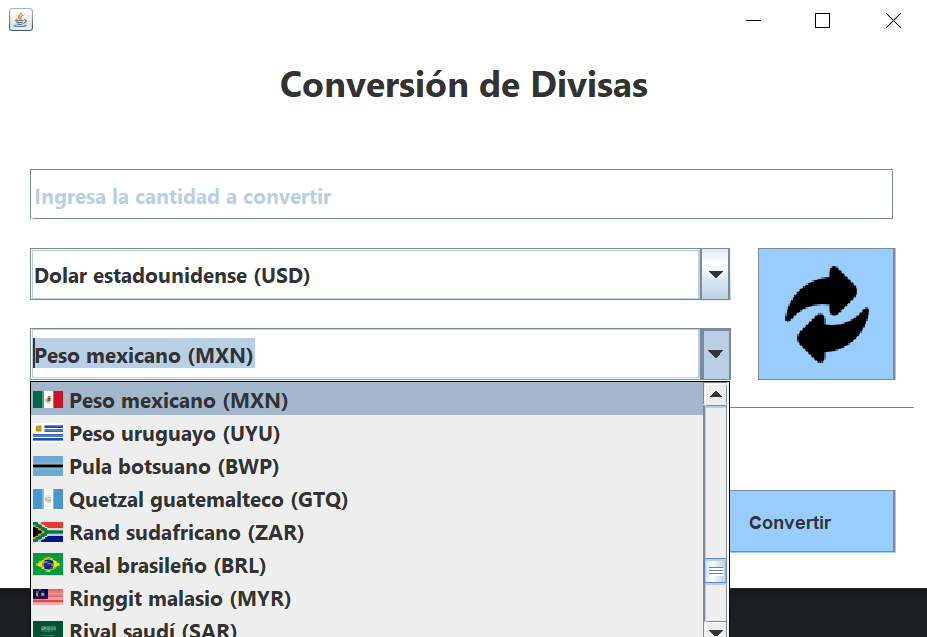 Conversión de Divisas
Ingresa la cantidad a convertir
Dolar estadounidense (USD)
Peso mexicano (MXN)
Peso mexicano (MXN)
Peso uruguayo (UYU)
Pula botsuano (BWP)
Quetzal guatemalteco (GTQ)
Rand sudafricano (ZAR)
Real brasileño (BRL)
Ringgit malasio (MYR)
Riyal saudí (SAR)
Convertir